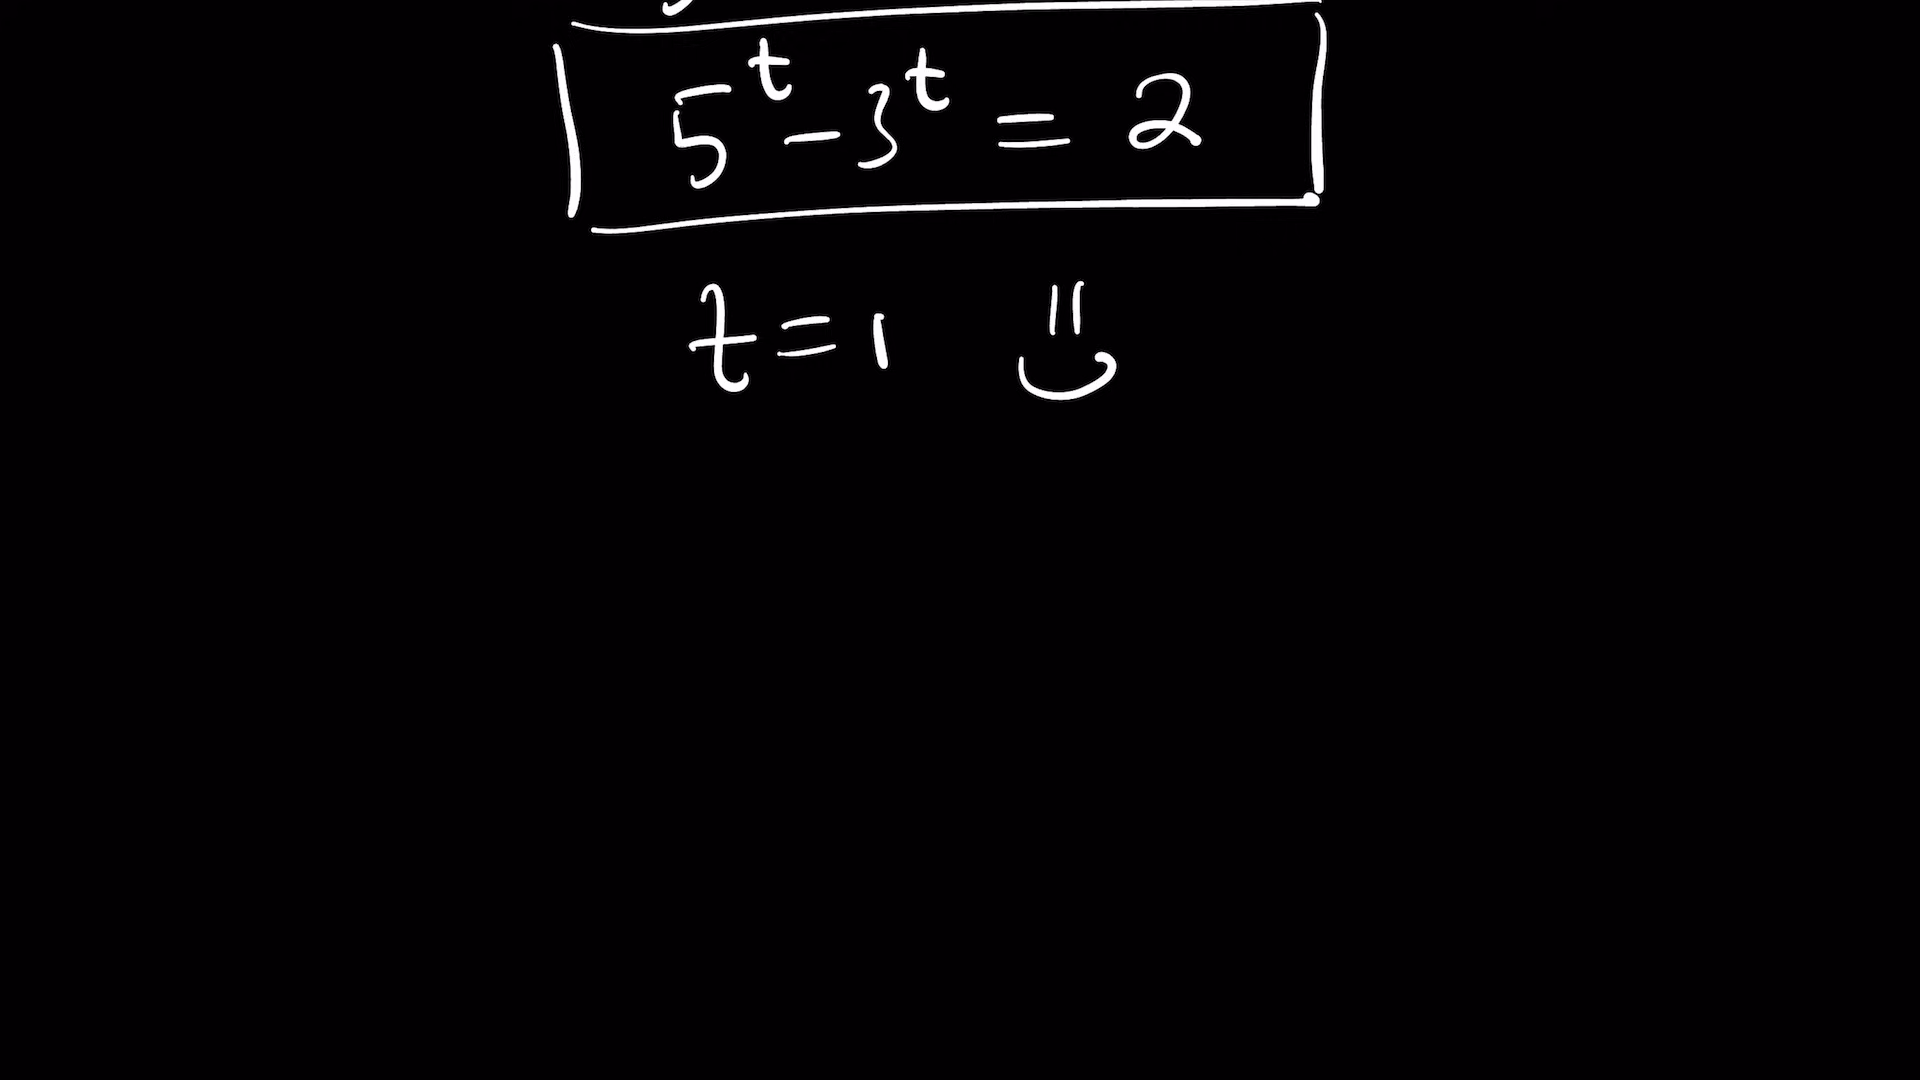 5^t - 3^t = 2
t = 1